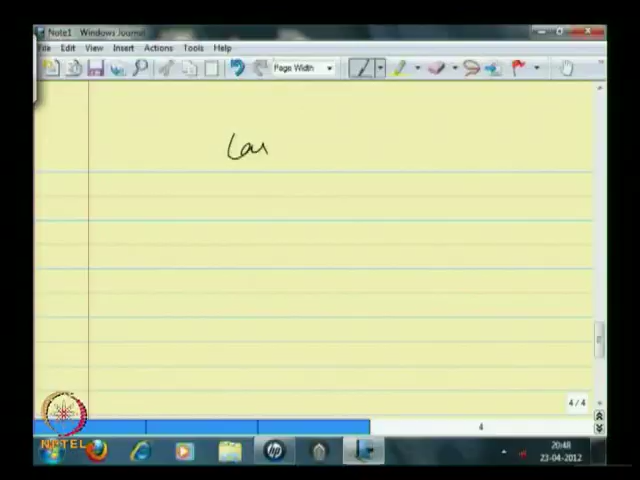 Note1 - Windows Journal
File Edit View Insert Actions Tools Help
Page Width
4/4
4
NPTEL
20:48
23-04-2012